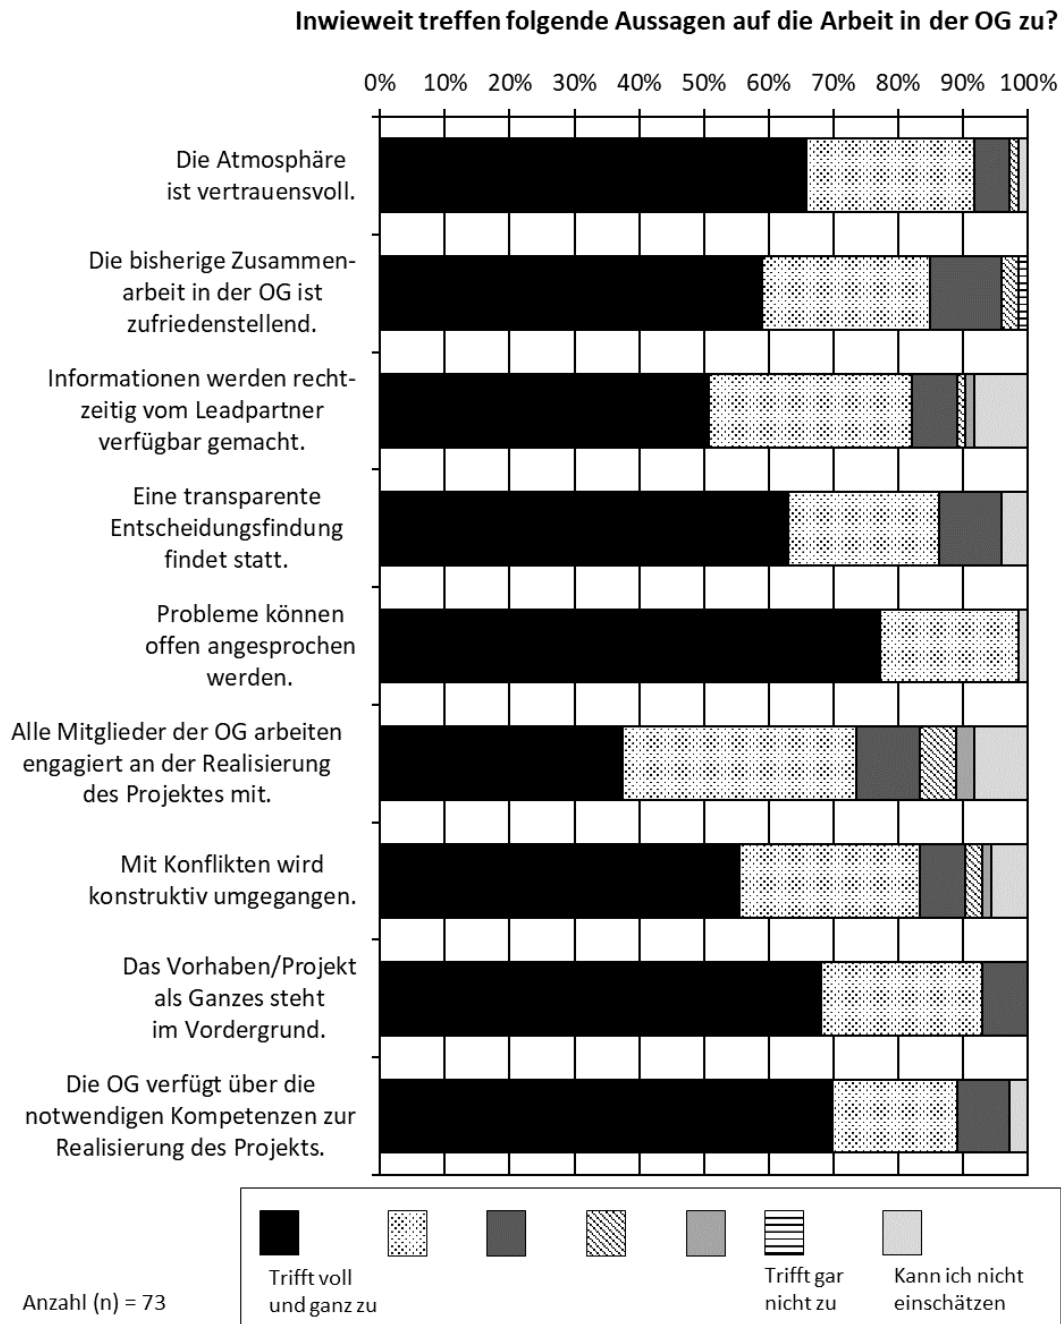 Inwieweit treffen folgende Aussagen auf die Arbeit in der OG zu?
0% 10% 20% 30% 40% 50% 60% 70% 80% 90% 100%
Die Atmosphäre
ist vertrauensvoll.
Die bisherige Zusammen-
arbeit in der OG ist
zufriedenstellend.
Informationen werden recht-
zeitig vom Leadpartner
verfügbar gemacht.
Eine transparente
Entscheidungsfindung
findet statt.
Probleme können
offen angesprochen
werden.
Alle Mitglieder der OG arbeiten
engagiert an der Realisierung
des Projektes mit.
Mit Konflikten wird
konstruktiv umgegangen.
Das Vorhaben/Projekt
als Ganzes steht
im Vordergrund.
Die OG verfügt über die
notwendigen Kompetenzen zur
Realisierung des Projekts.
Trifft voll
und ganz zu
Trifft gar
nicht zu
Kann ich nicht
einschätzen
Anzahl (n) = 73